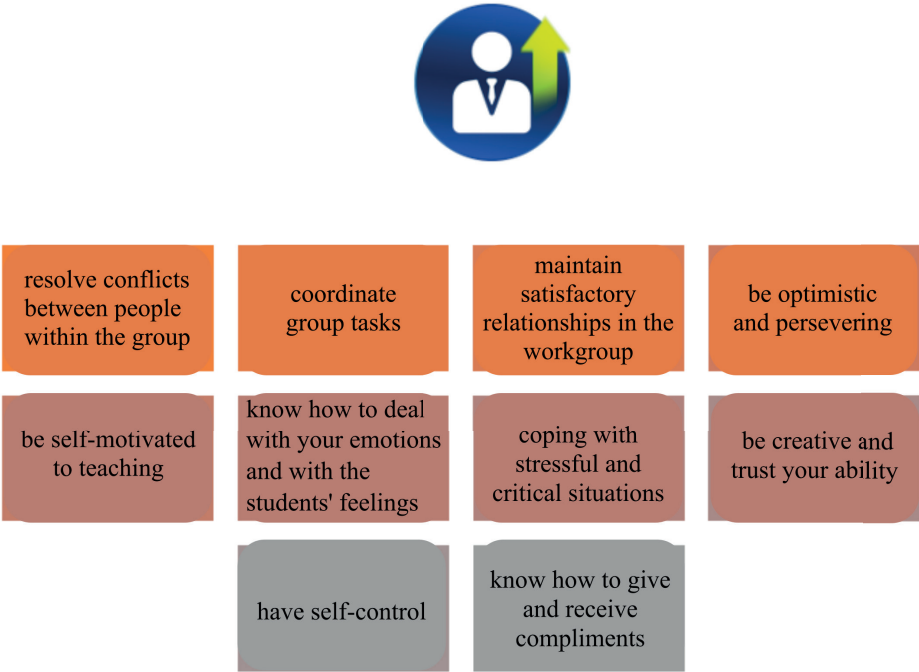 resolve conflicts
between people
within the group
coordinate
group tasks
maintain
satisfactory
relationships in the
workgroup
be optimistic
and persevering
be self-motivated
to teaching
know how to deal
with your emotions
and with the
students' feelings
coping with
stressful and
critical situations
be creative and
trust your ability
have self-control
know how to give
and receive
compliments